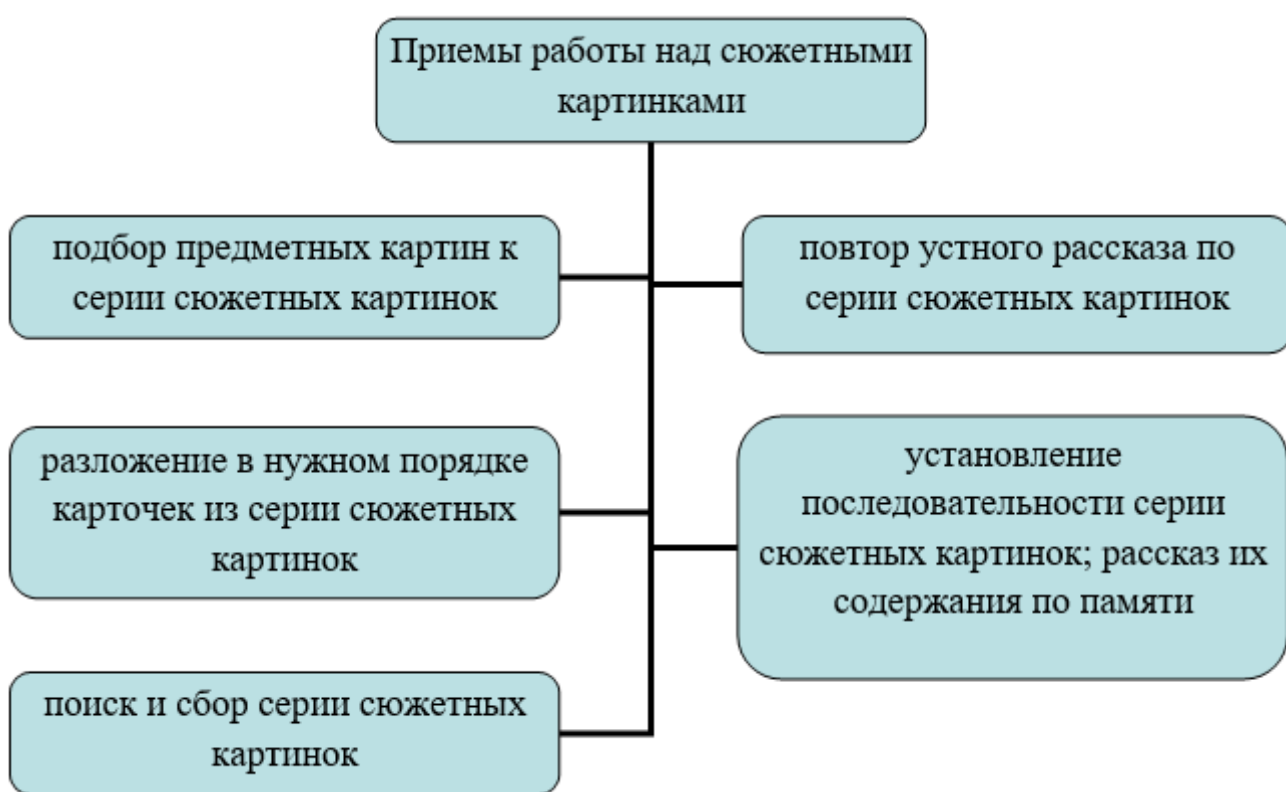 Приемы работы над сюжетными
картинками
подбор предметных картин к
серии сюжетных картинок
повтор устного рассказа по
серии сюжетных картинок
разложение в нужном порядке
карточек из серии сюжетных
картинок
установление
последовательности серии
сюжетных картинок; рассказ их
содержания по памяти
поиск и сбор серии сюжетных
картинок